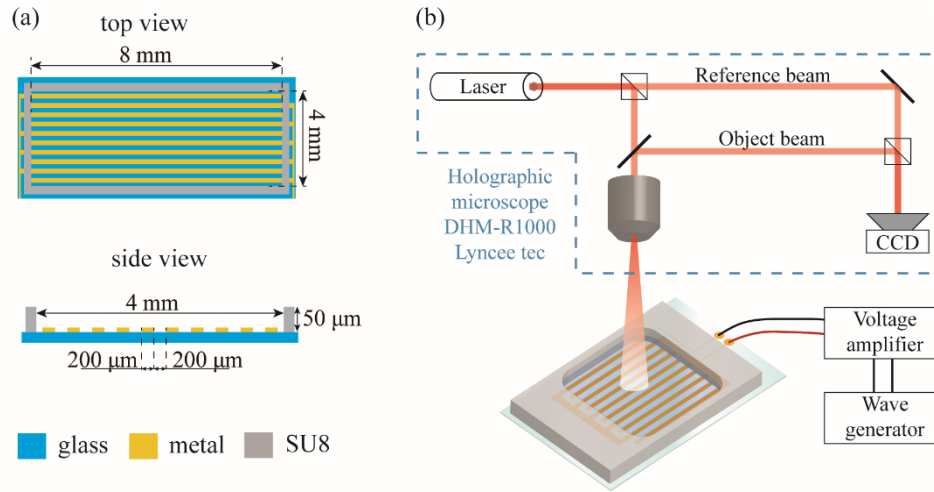 (a)
top view
8 mm
4 mm
side view
4 mm
50 μm
200 μm
200 μm
glass
metal
SU8
(b)
Laser
Reference beam
Object beam
Holographic
microscope
DHM-R1000
Lyncee tec
CCD
Voltage
amplifier
Wave
generator